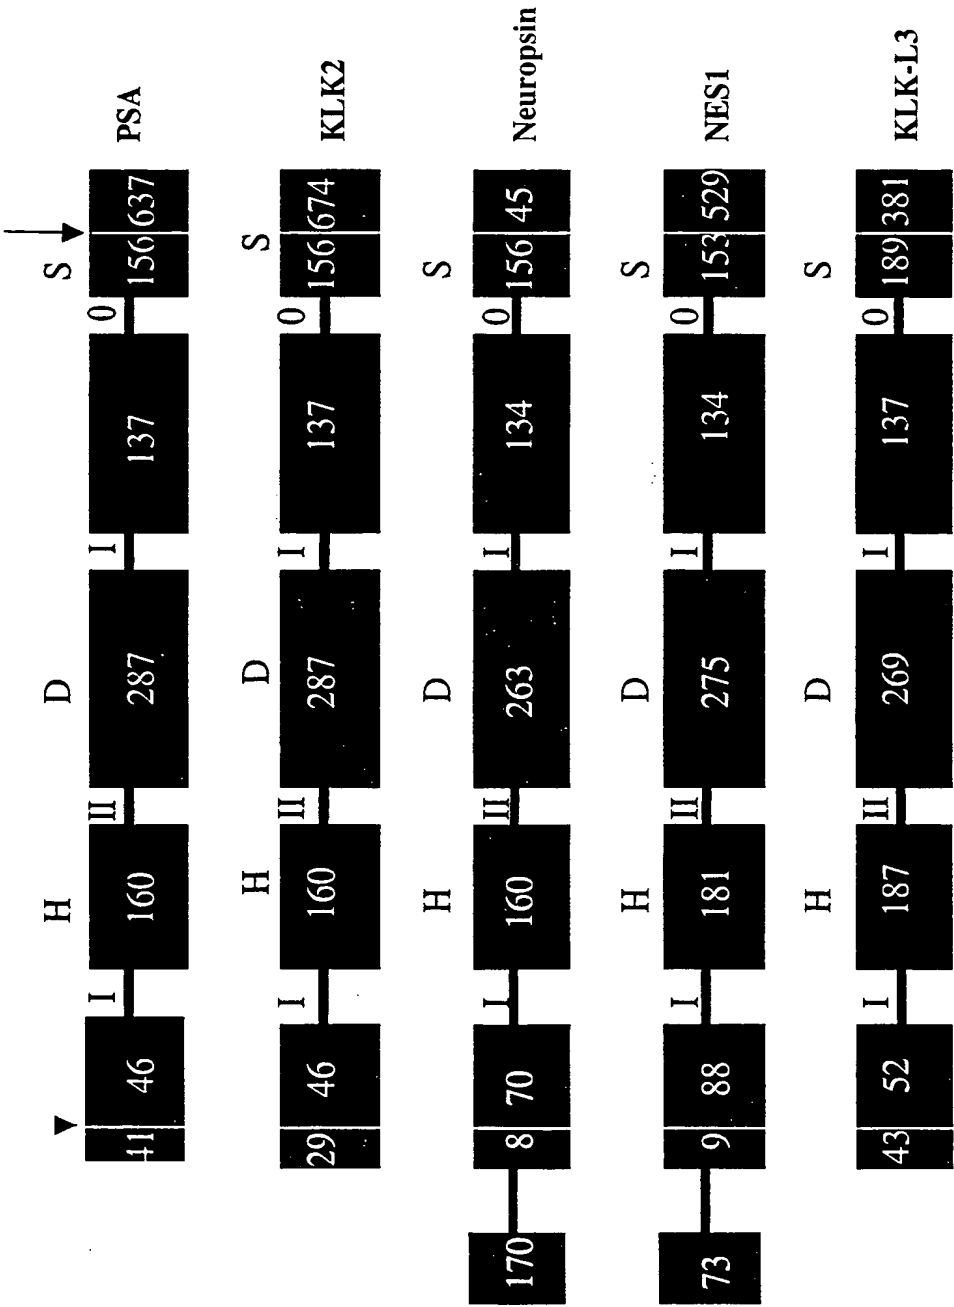 H D S
41 46 I 160 II 287 I 137 0 156 637 PSA
H D S
29 46 I 160 II 287 I 137 0 156 674 KLK2
H D S
170 8 70 I 160 II 263 I 134 0 156 45 Neuropsin
H D S
73 9 88 I 181 II 275 I 134 0 153 529 NES1
H D S
43 52 I 187 II 269 I 137 0 189 381 KLK-L3